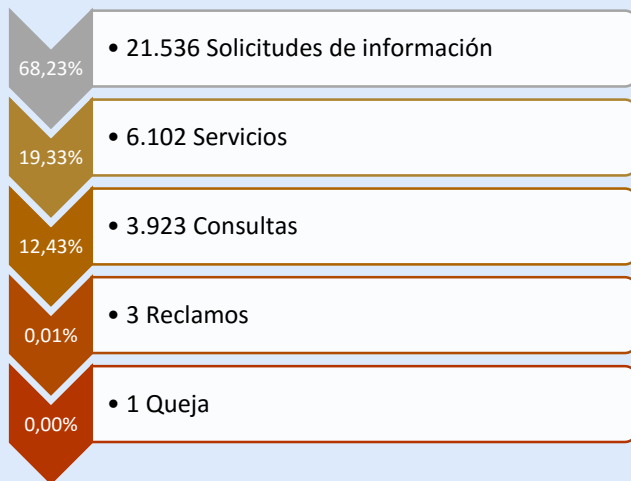 68,23%
• 21.536 Solicitudes de información
19,33%
• 6.102 Servicios
12,43%
• 3.923 Consultas
0,01%
• 3 Reclamos
0,00%
• 1 Queja